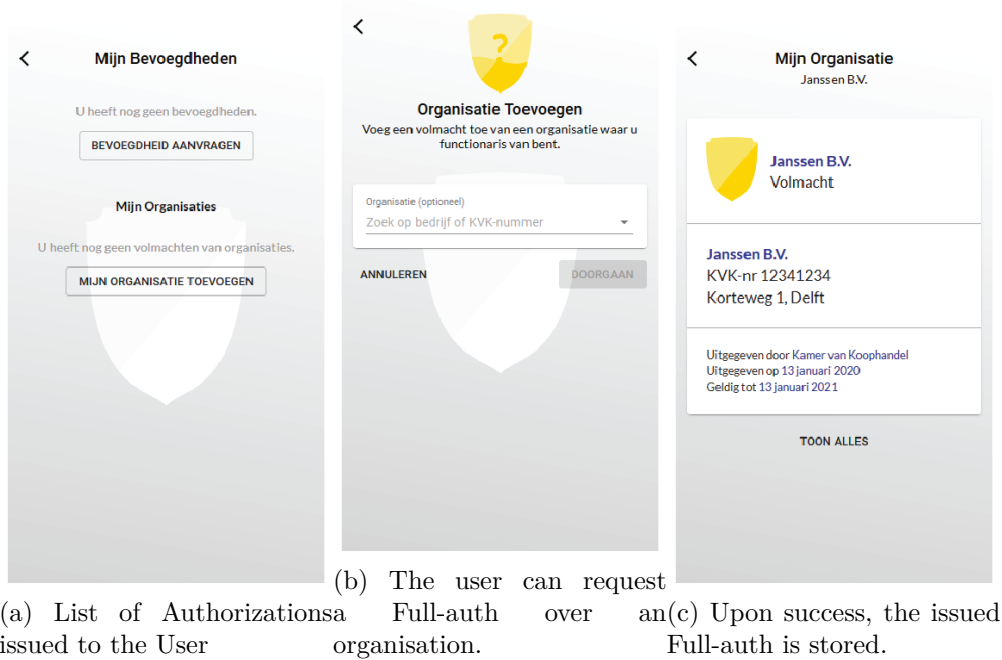 Mijn Bevoegdheden
U heeft nog geen bevoegdheden.
BEVOEGDHEID AANVRAGEN
Mijn Organisaties
U heeft nog geen volmachten van organisaties.
MIJN ORGANISATIE TOEVOEGEN
(a) List of Authorizations
issued to the User
?
Organisatie Toevoegen
Voeg een volmacht toe van een organisatie waar u
functionaris van bent.
Organisatie (optioneel)
Zoek op bedrijf of KVK-nummer
ANNULEREN DOORGAAN
(b) The user can request
a Full-auth over an
organisation.
Mijn Organisatie
Janssen B.V.
Janssen B.V.
Volmacht
Janssen B.V.
KVK-nr 12341234
Korteweg 1, Delft
Uitgegeven door Kamer van Koophandel
Uitgegeven op 13 januari 2020
Geldig tot 13 januari 2021
TOON ALLES
(c) Upon success, the issued
Full-auth is stored.